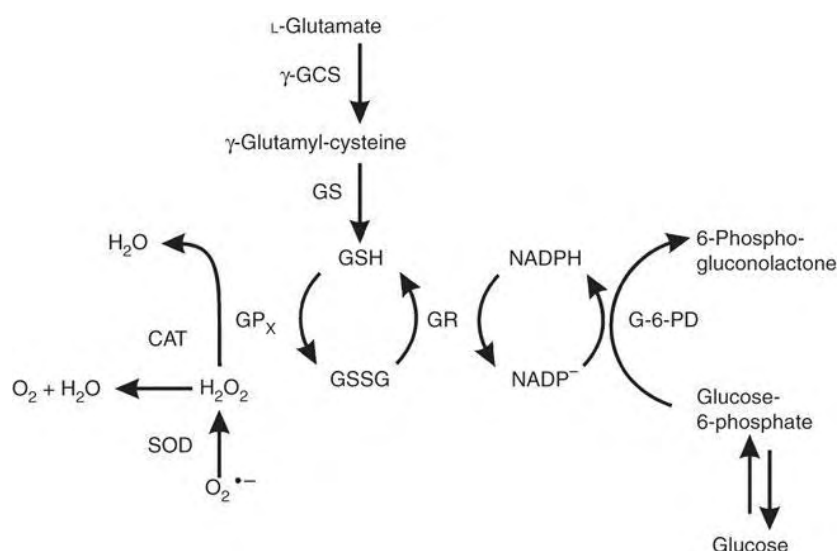 L-Glutamate
γ-GCS
γ-Glutamyl-cysteine
GS
H₂O
GSH
NADPH
6-Phospho-
gluconolactone
CAT
GPX
GR
G-6-PD
O₂ + H₂O
H₂O₂
GSSG
NADP⁻
Glucose-
6-phosphate
SOD
O₂•−
Glucose